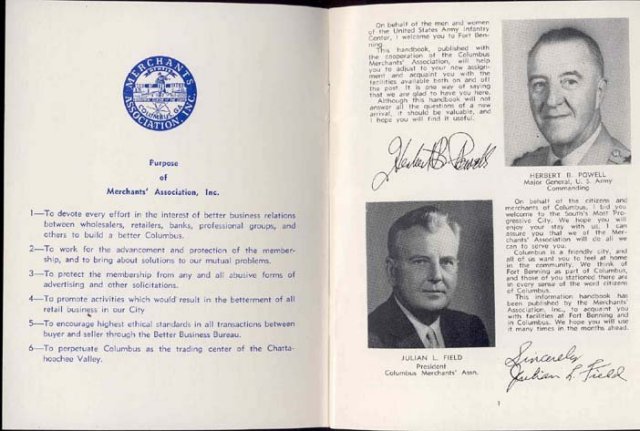 MERCHANTS
ASSOCIATION, INC.
COLUMBUS, GA.
Purpose
of
Merchants' Association, Inc.
1—To devote every effort in the interest of better business relations
between wholesalers, retailers, banks, professional groups, and
others to build a better Columbus.
2—To work for the advancement and protection of the member-
ship, and to bring about solutions to our mutual problems.
3—To protect the membership from any and all abusive forms of
advertising and other solicitations.
4—To promote activities which would result in the betterment of all
retail business in our City
5—To encourage highest ethical standards in all transactions between
buyer and seller through the Better Business Bureau.
6—To perpetuate Columbus as the trading center of the Chatta-
hoochee Valley.
On behalf of the men and women
of the United States Army Infantry
Center, I welcome you to Fort Ben-
ning.
This handbook, published with
the cooperation of the Columbus
Merchants' Association, will help
you to adjust to your new assign-
ment and acquaint you with the
facilities available both on and off
the post. It is one way of saying
that we are glad to have you here.
Although this handbook will not
answer all the questions of a new
arrival, it should be valuable, and
I hope you will find it useful.
Herbert B. Powell
HERBERT B. POWELL
Major General, U. S. Army
Commanding
JULIAN L. FIELD
President
Columbus Merchants' Assn.
On behalf of the citizens and
merchants of Columbus, I bid you
welcome to the South's Most Pro-
gressive City. We hope you will
enjoy your stay with us. I can
assure you that we of the Mer-
chants' Association will do all we
can to serve you.
Columbus is a friendly city, and
all of us want you to feel at home
in the community. We think of
Fort Benning as part of Columbus,
and those of you stationed there are
in every sense of the word citizens
of Columbus.
This information handbook has
been published by the Merchants'
Association, Inc., to acquaint you
with facilities at Fort Benning and
in Columbus. We hope you will use
it many times in the months ahead.
Sincerely
Julian L Field
1